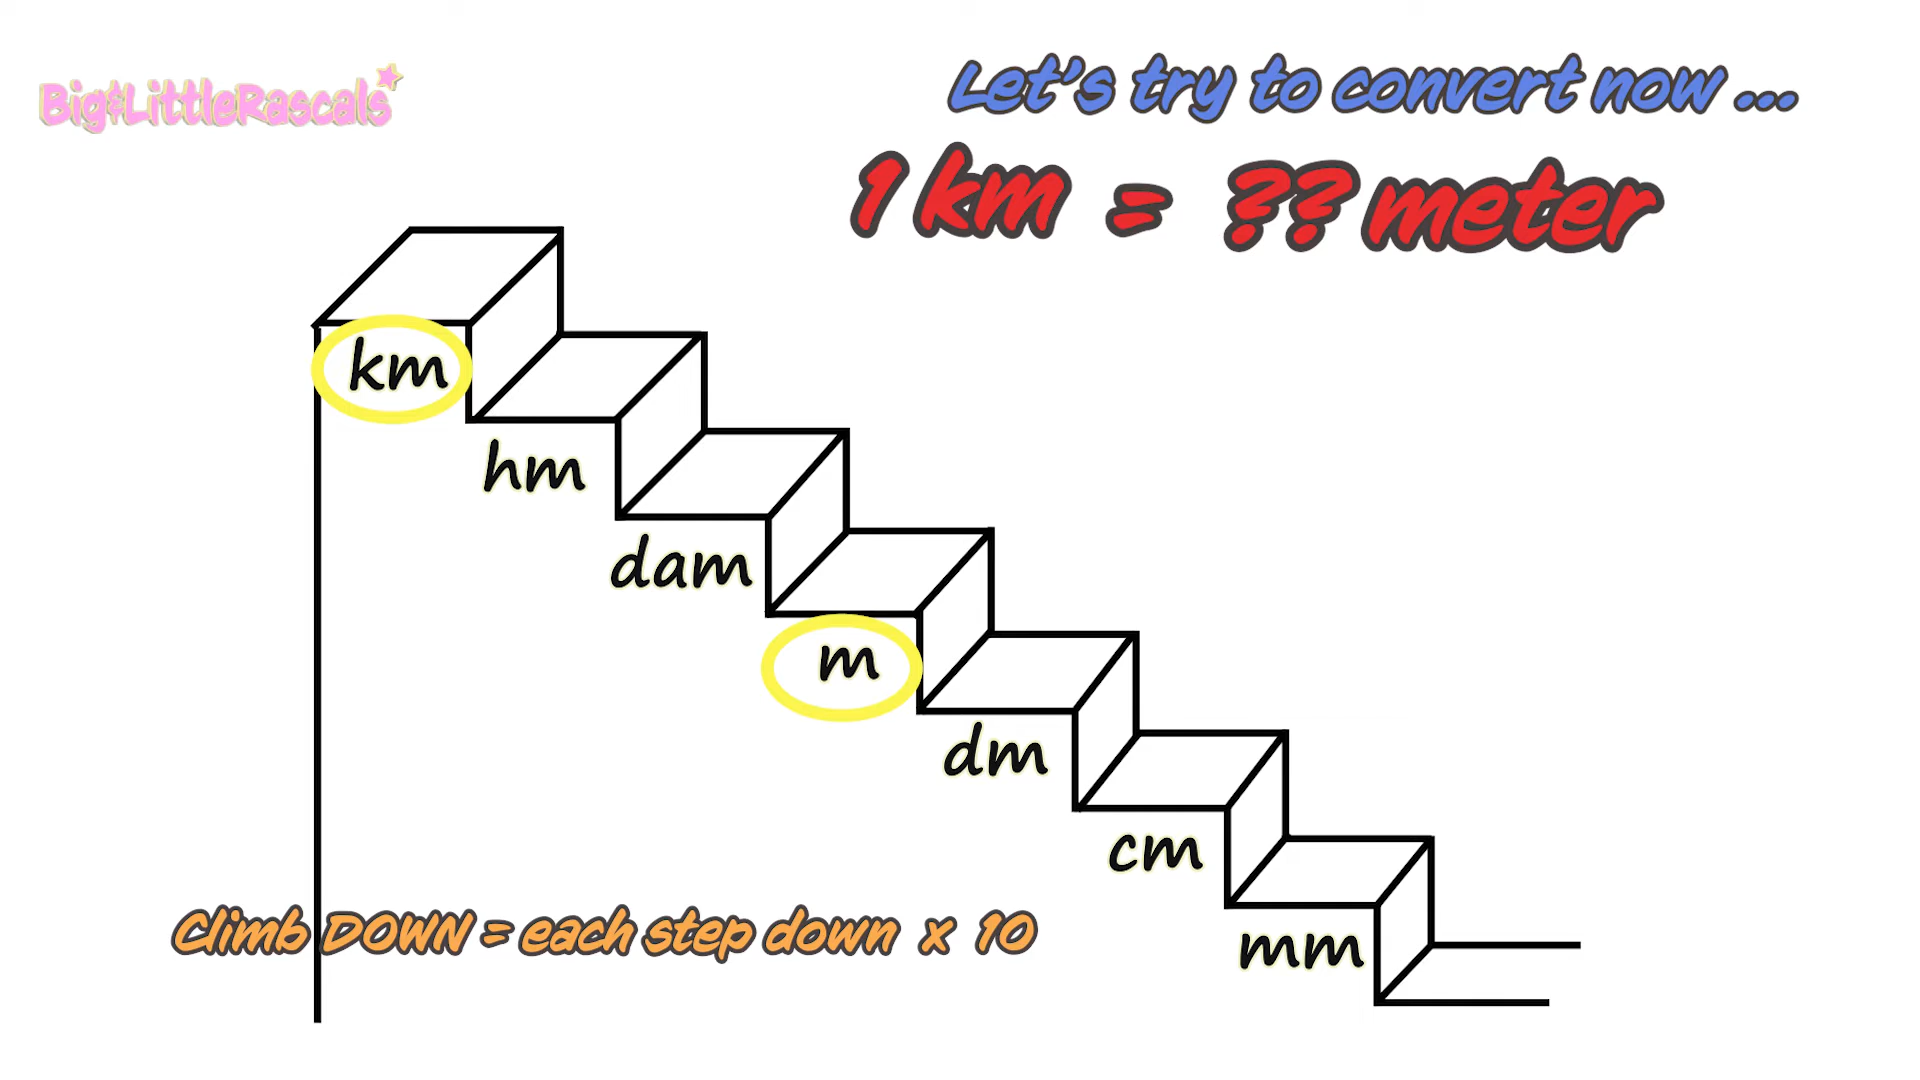 Big&LittleRascals
Let's try to convert now ...
1 km = ?? meter
km
hm
dam
m
dm
cm
mm
Climb DOWN = each step down x 10